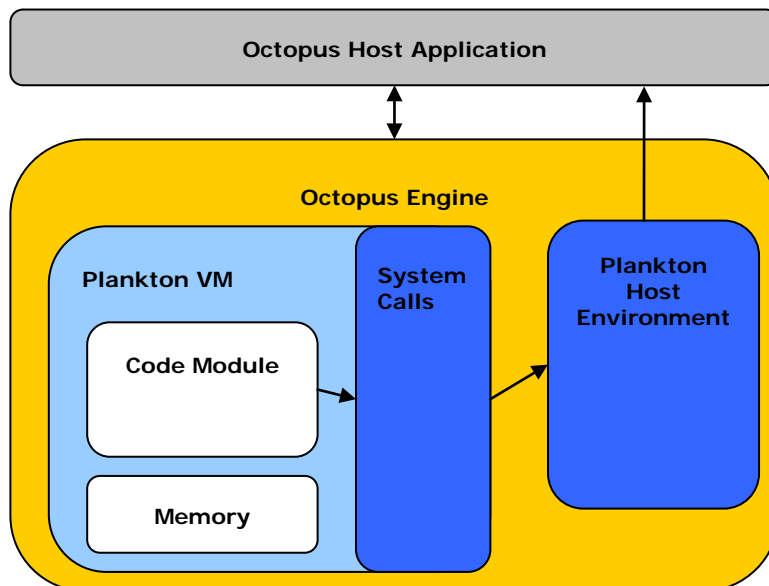 Octopus Host Application
Octopus Engine
Plankton VM
System
Calls
Plankton
Host
Environment
Code Module
Memory